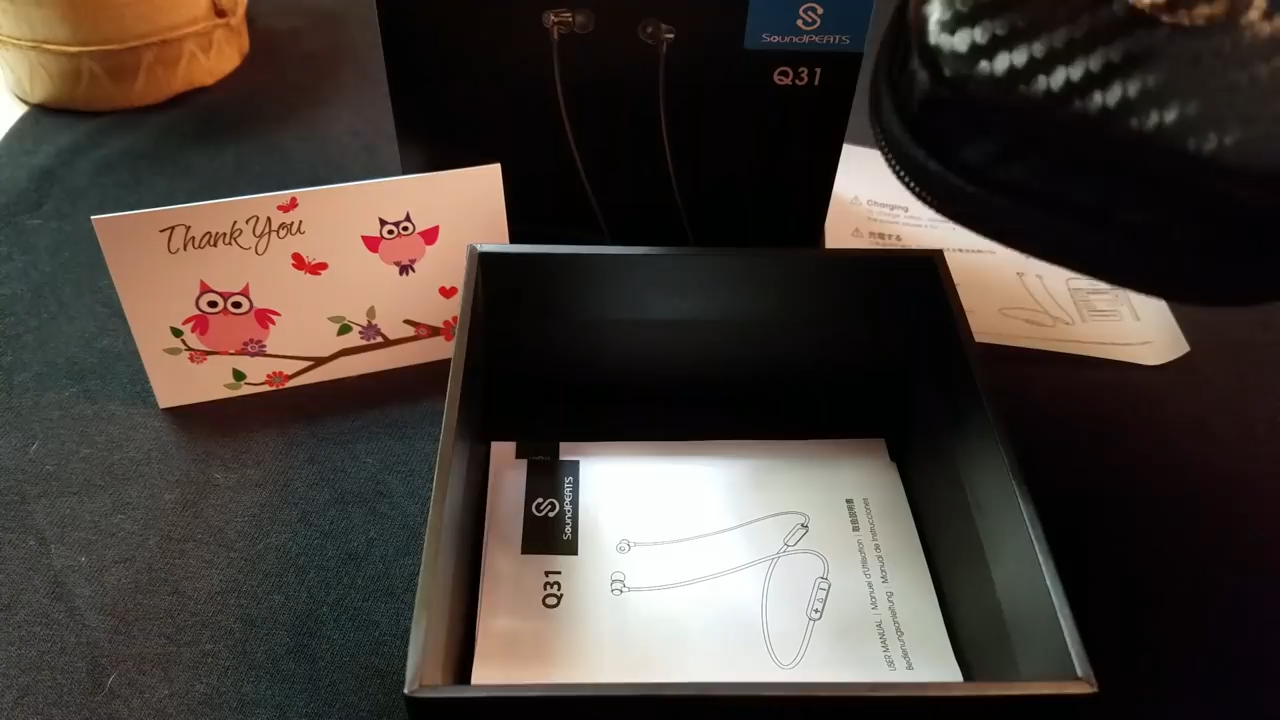 SoundPEATS
Q31
Thank You
Charging
充電する
SoundPEATS
Q31
USER MANUAL | Manuel d'Utilisation | 取扱説明書
Bedienungsanleitung | Manual de Instrucciones